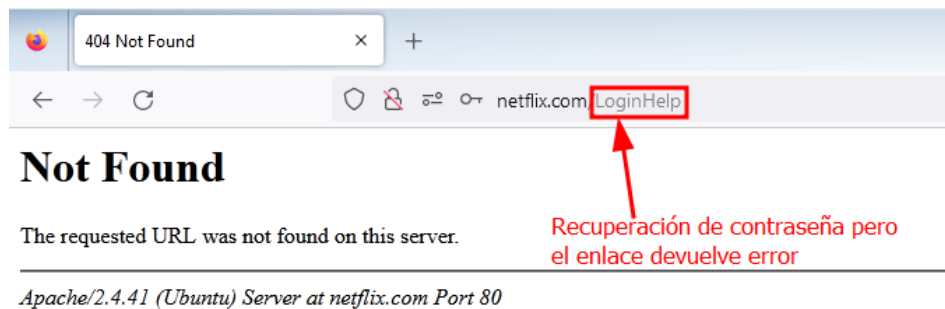 404 Not Found
netflix.com/LoginHelp
Not Found
The requested URL was not found on this server.
Recuperación de contraseña pero
el enlace devuelve error
Apache/2.4.41 (Ubuntu) Server at netflix.com Port 80